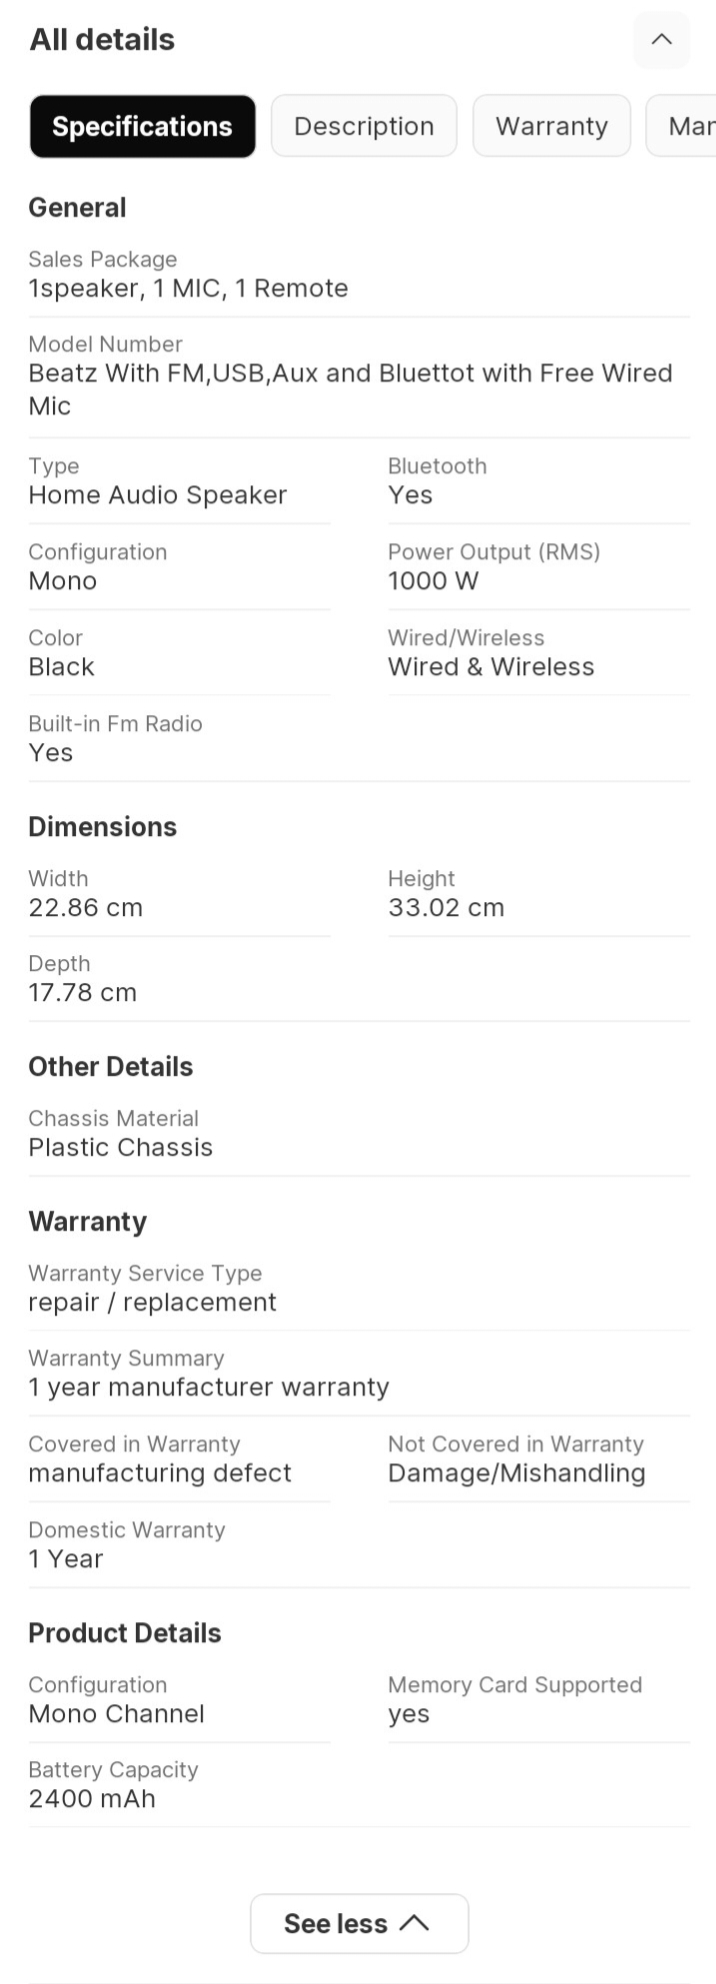 All details
Specifications Description Warranty Mar
General
Sales Package
1speaker, 1 MIC, 1 Remote
Model Number
Beatz With FM,USB,Aux and Bluettot with Free Wired
Mic
Type Bluetooth
Home Audio Speaker Yes
Configuration Power Output (RMS)
Mono 1000 W
Color Wired/Wireless
Black Wired & Wireless
Built-in Fm Radio
Yes
Dimensions
Width Height
22.86 cm 33.02 cm
Depth
17.78 cm
Other Details
Chassis Material
Plastic Chassis
Warranty
Warranty Service Type
repair / replacement
Warranty Summary
1 year manufacturer warranty
Covered in Warranty Not Covered in Warranty
manufacturing defect Damage/Mishandling
Domestic Warranty
1 Year
Product Details
Configuration Memory Card Supported
Mono Channel yes
Battery Capacity
2400 mAh
See less